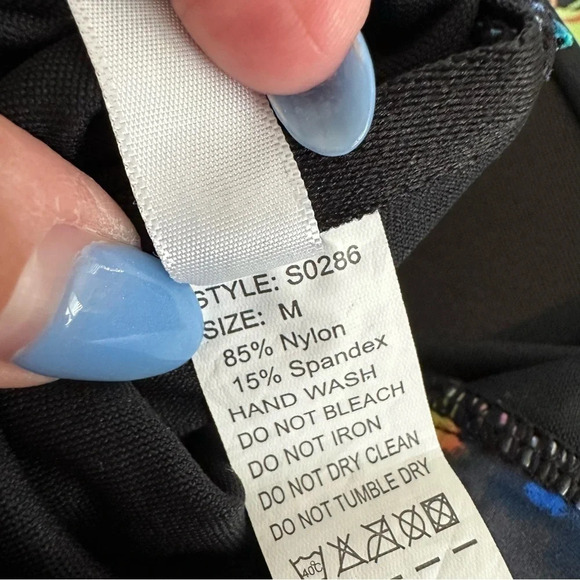 STYLE: S0286
SIZE: M
85% Nylon
15% Spandex
HAND WASH
DO NOT BLEACH
DO NOT IRON
DO NOT DRY CLEAN
DO NOT TUMBLE DRY
40℃